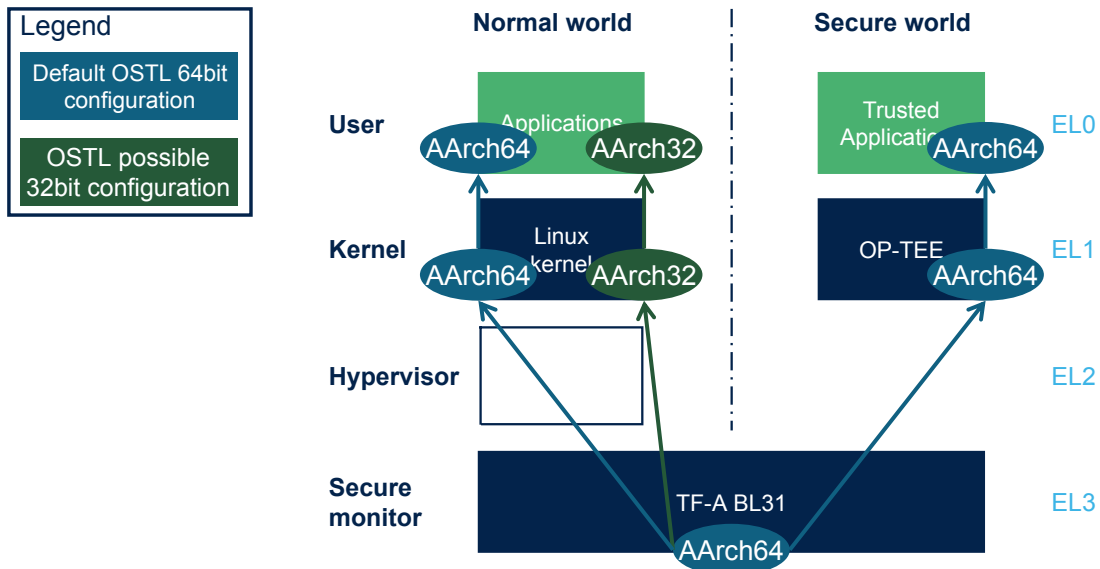 Legend
Default OSTL 64bit
configuration
OSTL possible
32bit configuration
Normal world
Secure world
User
Applications
AArch64
AArch32
Trusted
Application
AArch64
EL0
Kernel
Linux
kernel
AArch64
AArch32
OP-TEE
AArch64
EL1
Hypervisor
EL2
Secure
monitor
TF-A BL31
AArch64
EL3